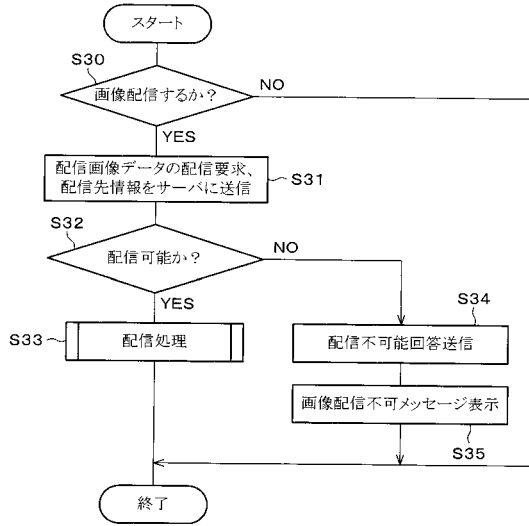 スタート
S30
画像配信するか？
NO
YES
配信画像データの配信要求、
配信先情報をサーバに送信
S31
S32
配信可能か？
NO
YES
S34
S33
配信処理
配信不可能回答送信
画像配信不可メッセージ表示
S35
終了